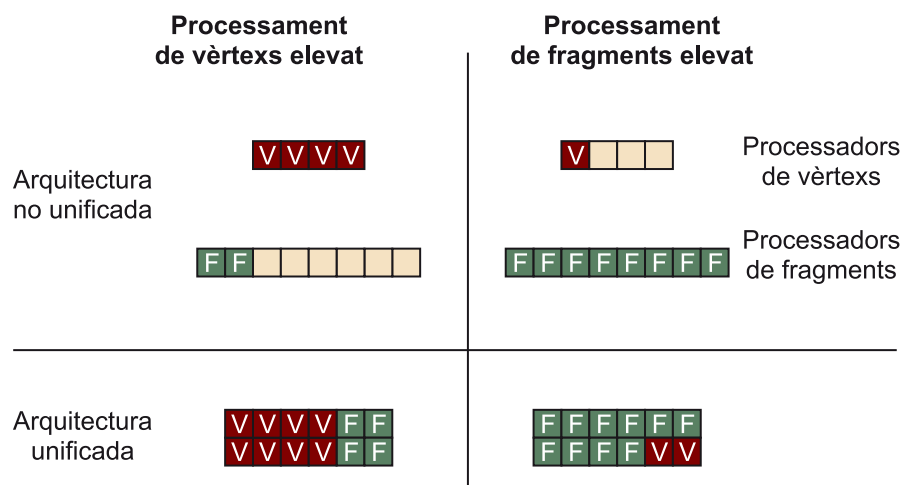 Processament
de vèrtexs elevat
Processament
de fragments elevat
Arquitectura
no unificada
V V V V
V
Processadors
de vèrtexs
F F
F F F F F F F F
Processadors
de fragments
Arquitectura
unificada
V V V V F F
V V V V F F
F F F F F F
F F F F V V